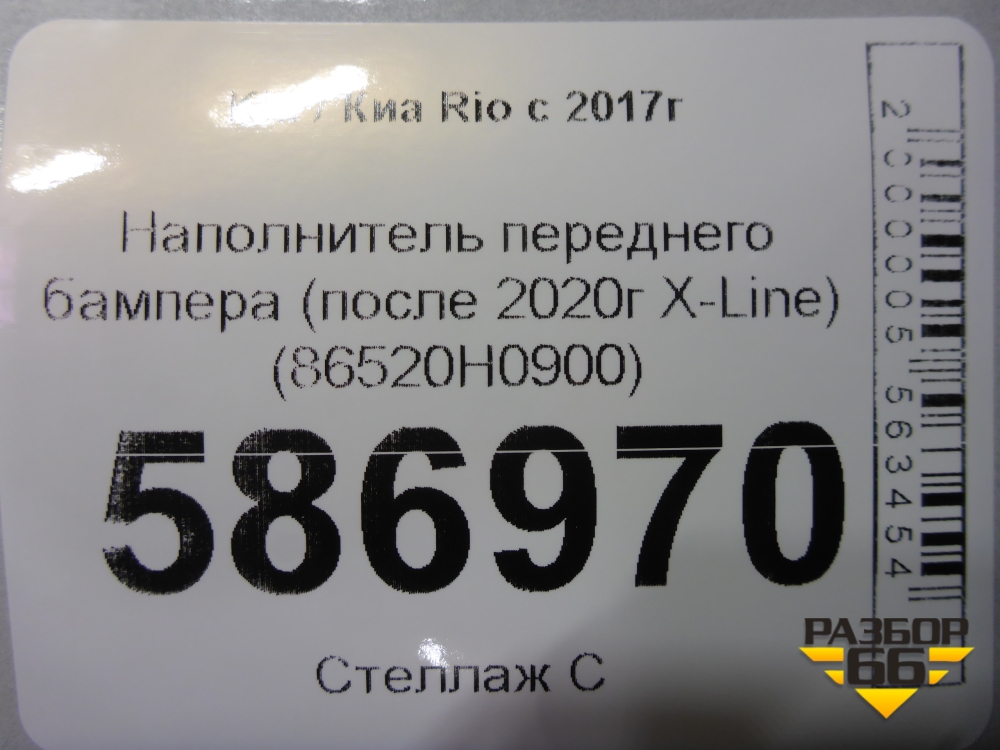 Киа Rio с 2017г
Наполнитель переднего
бампера (после 2020г X-Line)
(86520H0900)
586970
Стеллаж С
2000005563454
РАЗБОР
66